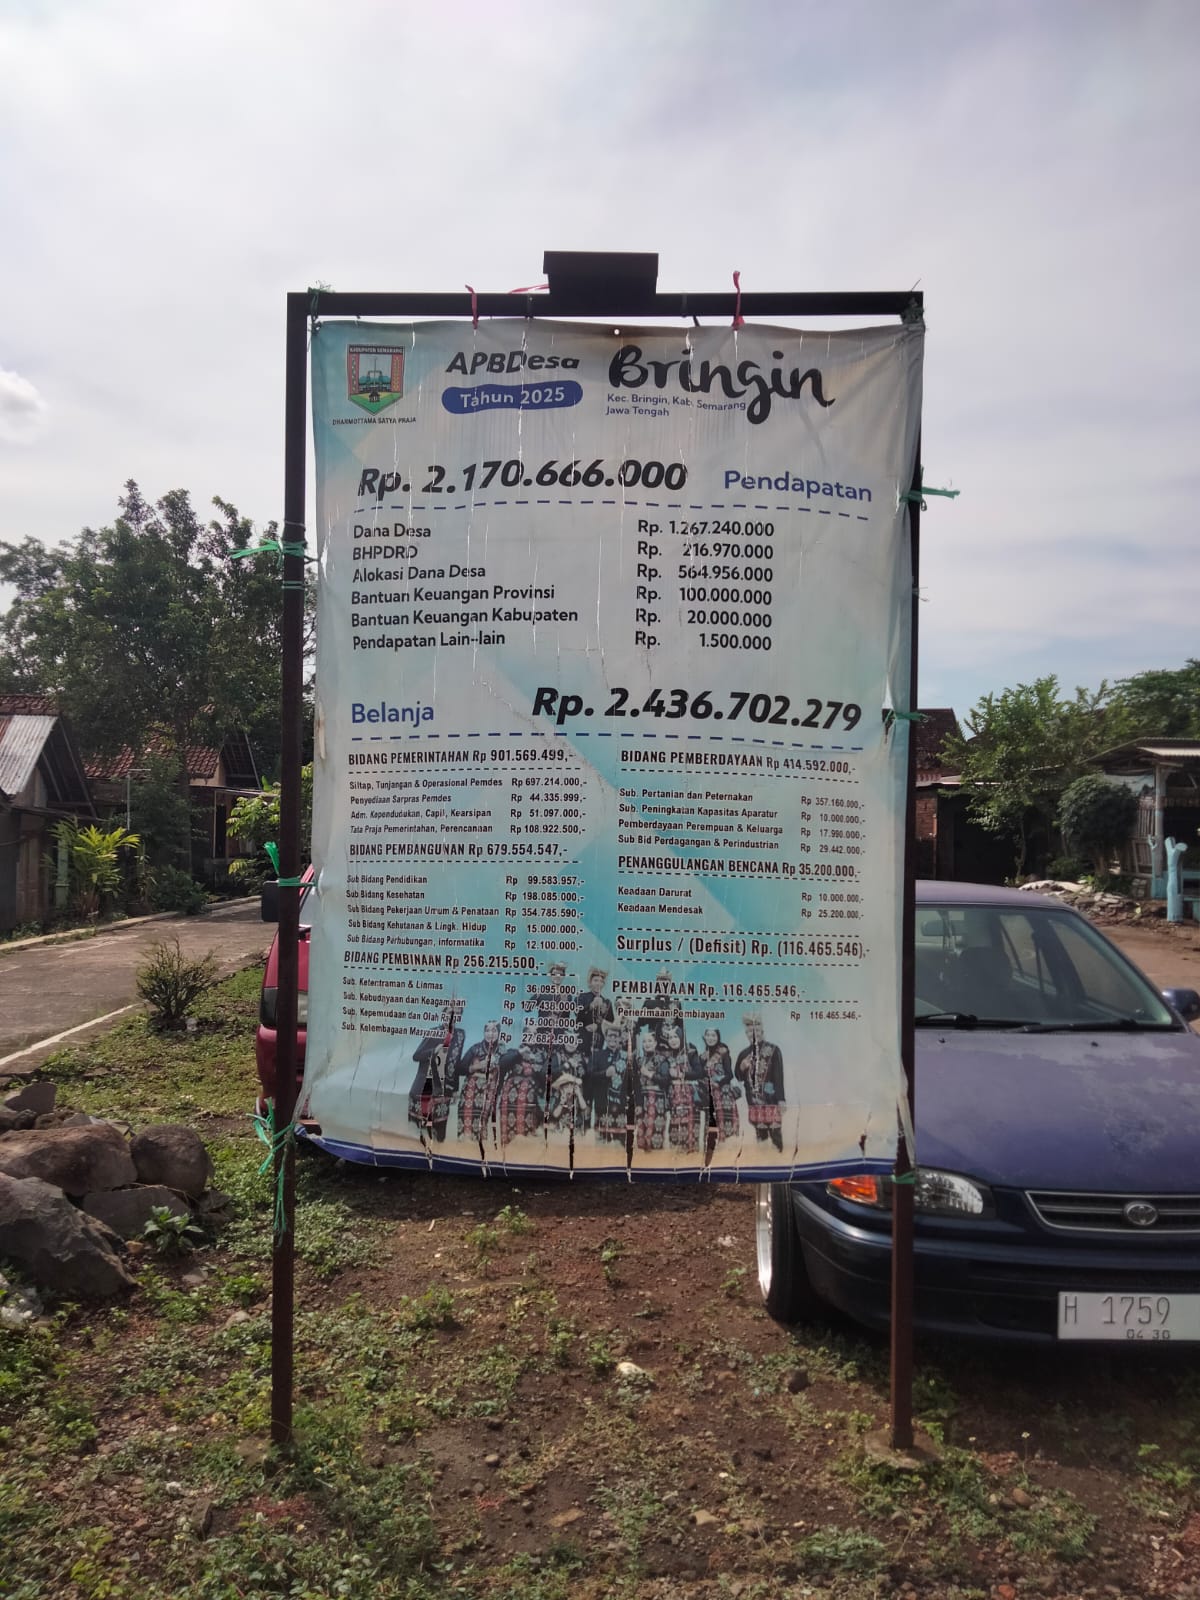 KABUPATEN SEMARANG
DHARMOTTAMA SATYA PRAJA
APBDesa
Tahun 2025
Bringin
Kec. Bringin, Kab. Semarang
Jawa Tengah
Rp. 2.170.666.000 Pendapatan
Dana Desa Rp. 1.267.240.000
BHPDRD Rp. 216.970.000
Alokasi Dana Desa Rp. 564.956.000
Bantuan Keuangan Provinsi Rp. 100.000.000
Bantuan Keuangan Kabupaten Rp. 20.000.000
Pendapatan Lain-lain Rp. 1.500.000
Belanja Rp. 2.436.702.279
BIDANG PEMERINTAHAN Rp 901.569.499,-
Siltap, Tunjangan & Operasional Pemdes Rp 697.214.000,-
Penyediaan Sarpras Pemdes Rp 44.335.999,-
Adm. Kependudukan, Capil, Kearsipan Rp 51.097.000,-
Tata Praja Pemerintahan, Perencanaan Rp 108.922.500,-
BIDANG PEMBANGUNAN Rp 679.554.547,-
Sub Bidang Pendidikan Rp 99.583.957,-
Sub Bidang Kesehatan Rp 198.085.000,-
Sub Bidang Pekerjaan Umum & Penataan Rp 354.785.590,-
Sub Bidang Kehutanan & Lingk. Hidup Rp 15.000.000,-
Sub Bidang Perhubungan, informatika Rp 12.100.000,-
BIDANG PEMBINAAN Rp 256.215.500,-
Sub. Ketentraman & Linmas Rp 36.095.000,-
Sub. Kebudyaan dan Keagamaan Rp 177.438.000,-
Sub. Kepemudaan dan Olah Raga Rp 15.000.000,-
Sub. Kelembagaan Masyarakat Rp 27.682.500,-
BIDANG PEMBERDAYAAN Rp 414.592.000,-
Sub. Pertanian dan Peternakan Rp 357.160.000,-
Sub. Peningkatan Kapasitas Aparatur Rp 10.000.000,-
Pemberdayaan Perempuan & Keluarga Rp 17.990.000,-
Sub Bid Perdagangan & Perindustrian Rp 29.442.000,-
PENANGGULANGAN BENCANA Rp 35.200.000,-
Keadaan Darurat Rp 10.000.000,-
Keadaan Mendesak Rp 25.200.000,-
Surplus / (Defisit) Rp. (116.465.546),-
PEMBIAYAAN Rp. 116.465.546,-
Penerimaan Pembiayaan Rp 116.465.546,-
H 1759
04 30